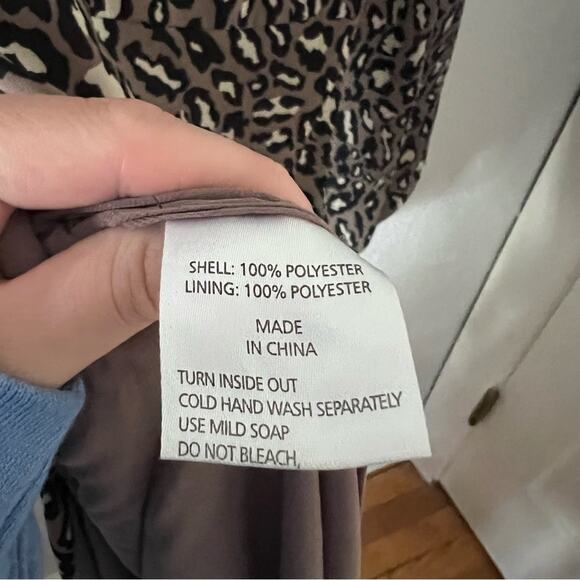 SHELL: 100% POLYESTER
LINING: 100% POLYESTER
MADE
IN CHINA
TURN INSIDE OUT
COLD HAND WASH SEPARATELY
USE MILD SOAP
DO NOT BLEACH,